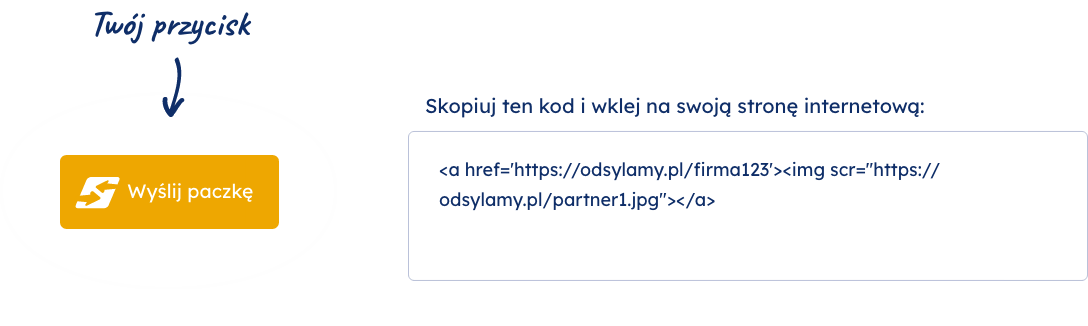 Twój przycisk
Wyślij paczkę
Skopiuj ten kod i wklej na swoją stronę internetową:
<a href='https://odsylamy.pl/firma123'><img scr="https://
odsylamy.pl/partner1.jpg"></a>